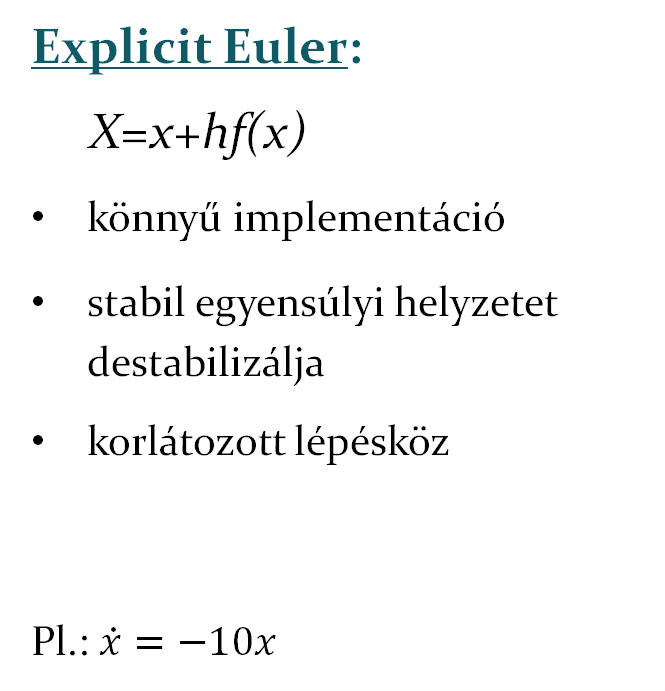 Explicit Euler:
X=x+hf(x)
• könnyű implementáció
• stabil egyensúlyi helyzetet
destabilizálja
• korlátozott lépésköz
Pl.: ẋ = −10x